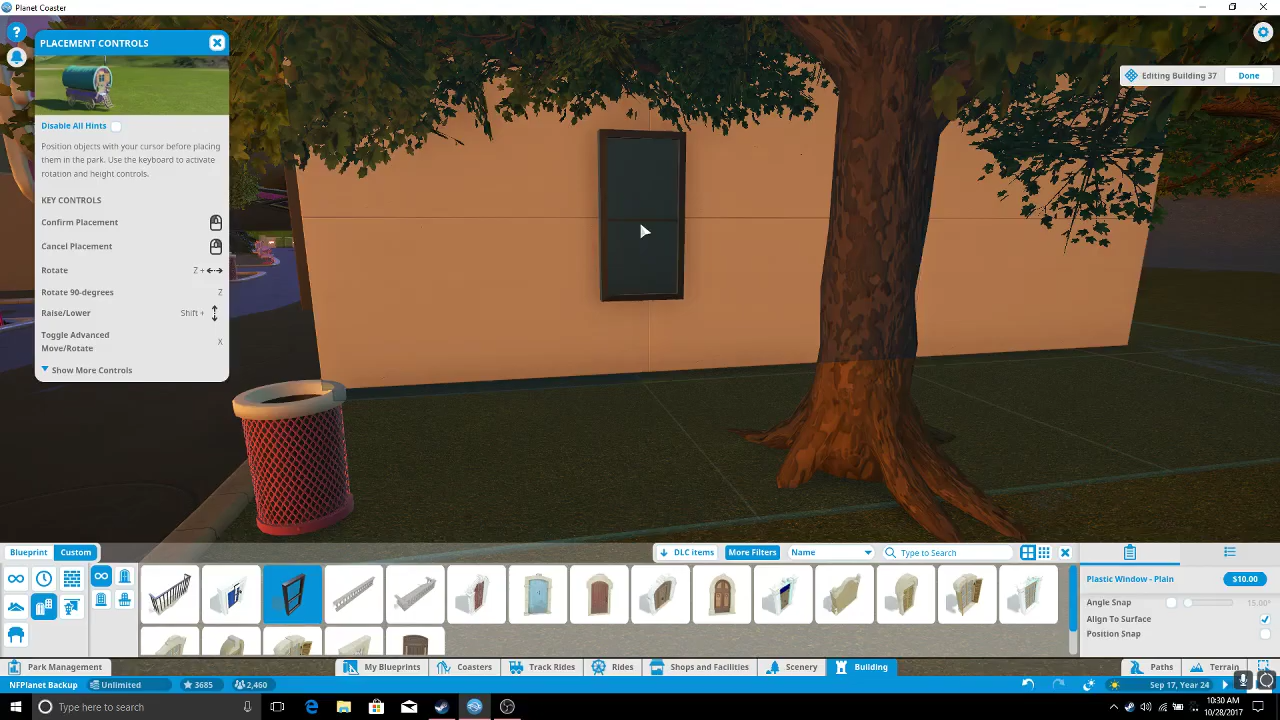 Planet Coaster
PLACEMENT CONTROLS
Disable All Hints
Position objects with your cursor before placing
them in the park. Use the keyboard to activate
rotation and height controls.
KEY CONTROLS
Confirm Placement
Cancel Placement
Rotate Z +
Rotate 90-degrees Z
Raise/Lower Shift +
Toggle Advanced
Move/Rotate X
Show More Controls
Editing Building 37 Done
Blueprint Custom
DLC items More Filters Name Type to Search
Plastic Window - Plain $10.00
Angle Snap 15.00°
Align To Surface
Position Snap
Park Management My Blueprints Coasters Track Rides Rides Shops and Facilities Scenery Building Paths Terrain
NFPlanet Backup Unlimited 3685 2,460 Sep 17, Year 24
Type here to search
10:30 AM
10/28/2017